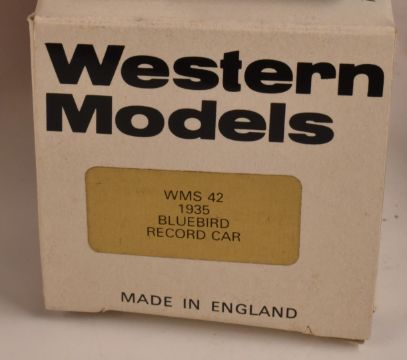 Western
Models
WMS 42
1935
BLUEBIRD
RECORD CAR
MADE IN ENGLAND